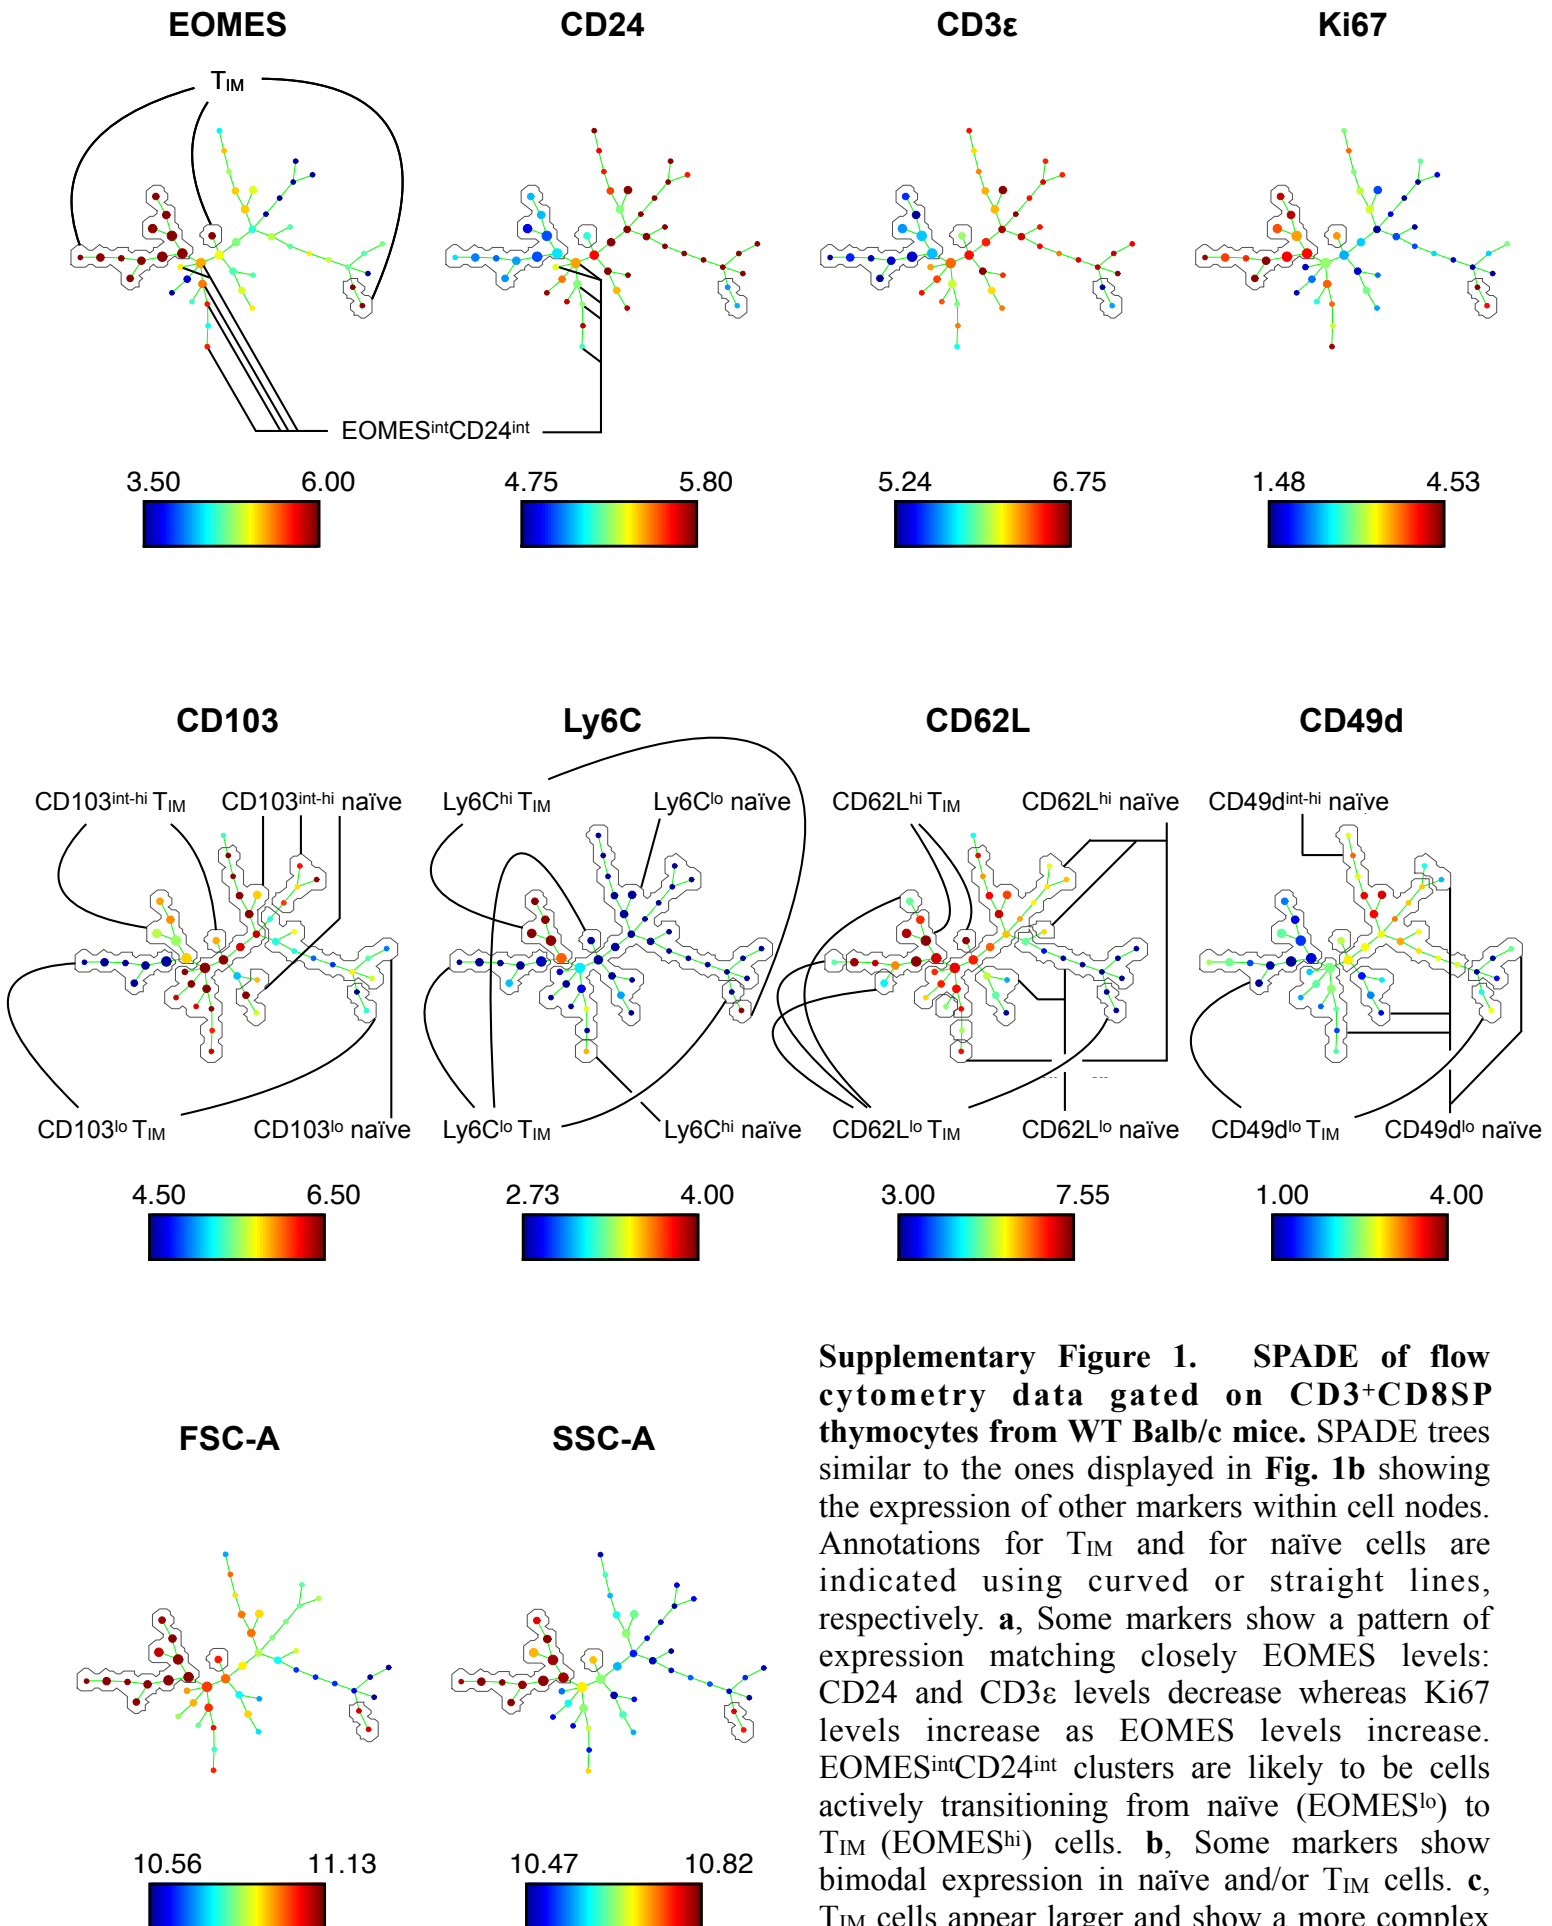 EOMES CD24 CD3ε Ki67
TIM
EOMESintCD24int
3.50 6.00 4.75 5.80 5.24 6.75 1.48 4.53
CD103 Ly6C CD62L CD49d
CD103int-hi TIM CD103int-hi naïve Ly6Chi TIM Ly6Clo naïve CD62Lhi TIM CD62Lhi naïve CD49dint-hi naïve
CD103lo TIM CD103lo naïve Ly6Clo TIM Ly6Chi naïve CD62Llo TIM CD62Llo naïve CD49dlo TIM CD49dlo naïve
4.50 6.50 2.73 4.00 3.00 7.55 1.00 4.00
FSC-A SSC-A
10.56 11.13 10.47 10.82
Supplementary Figure 1. SPADE of flow
cytometry data gated on CD3+CD8SP
thymocytes from WT Balb/c mice. SPADE trees
similar to the ones displayed in Fig. 1b showing
the expression of other markers within cell nodes.
Annotations for TIM and for naïve cells are
indicated using curved or straight lines,
respectively. a, Some markers show a pattern of
expression matching closely EOMES levels:
CD24 and CD3ε levels decrease whereas Ki67
levels increase as EOMES levels increase.
EOMESintCD24int clusters are likely to be cells
actively transitioning from naïve (EOMESlo) to
TIM (EOMEShi) cells. b, Some markers show
bimodal expression in naïve and/or TIM cells. c,
TIM cells appear larger and show a more complex